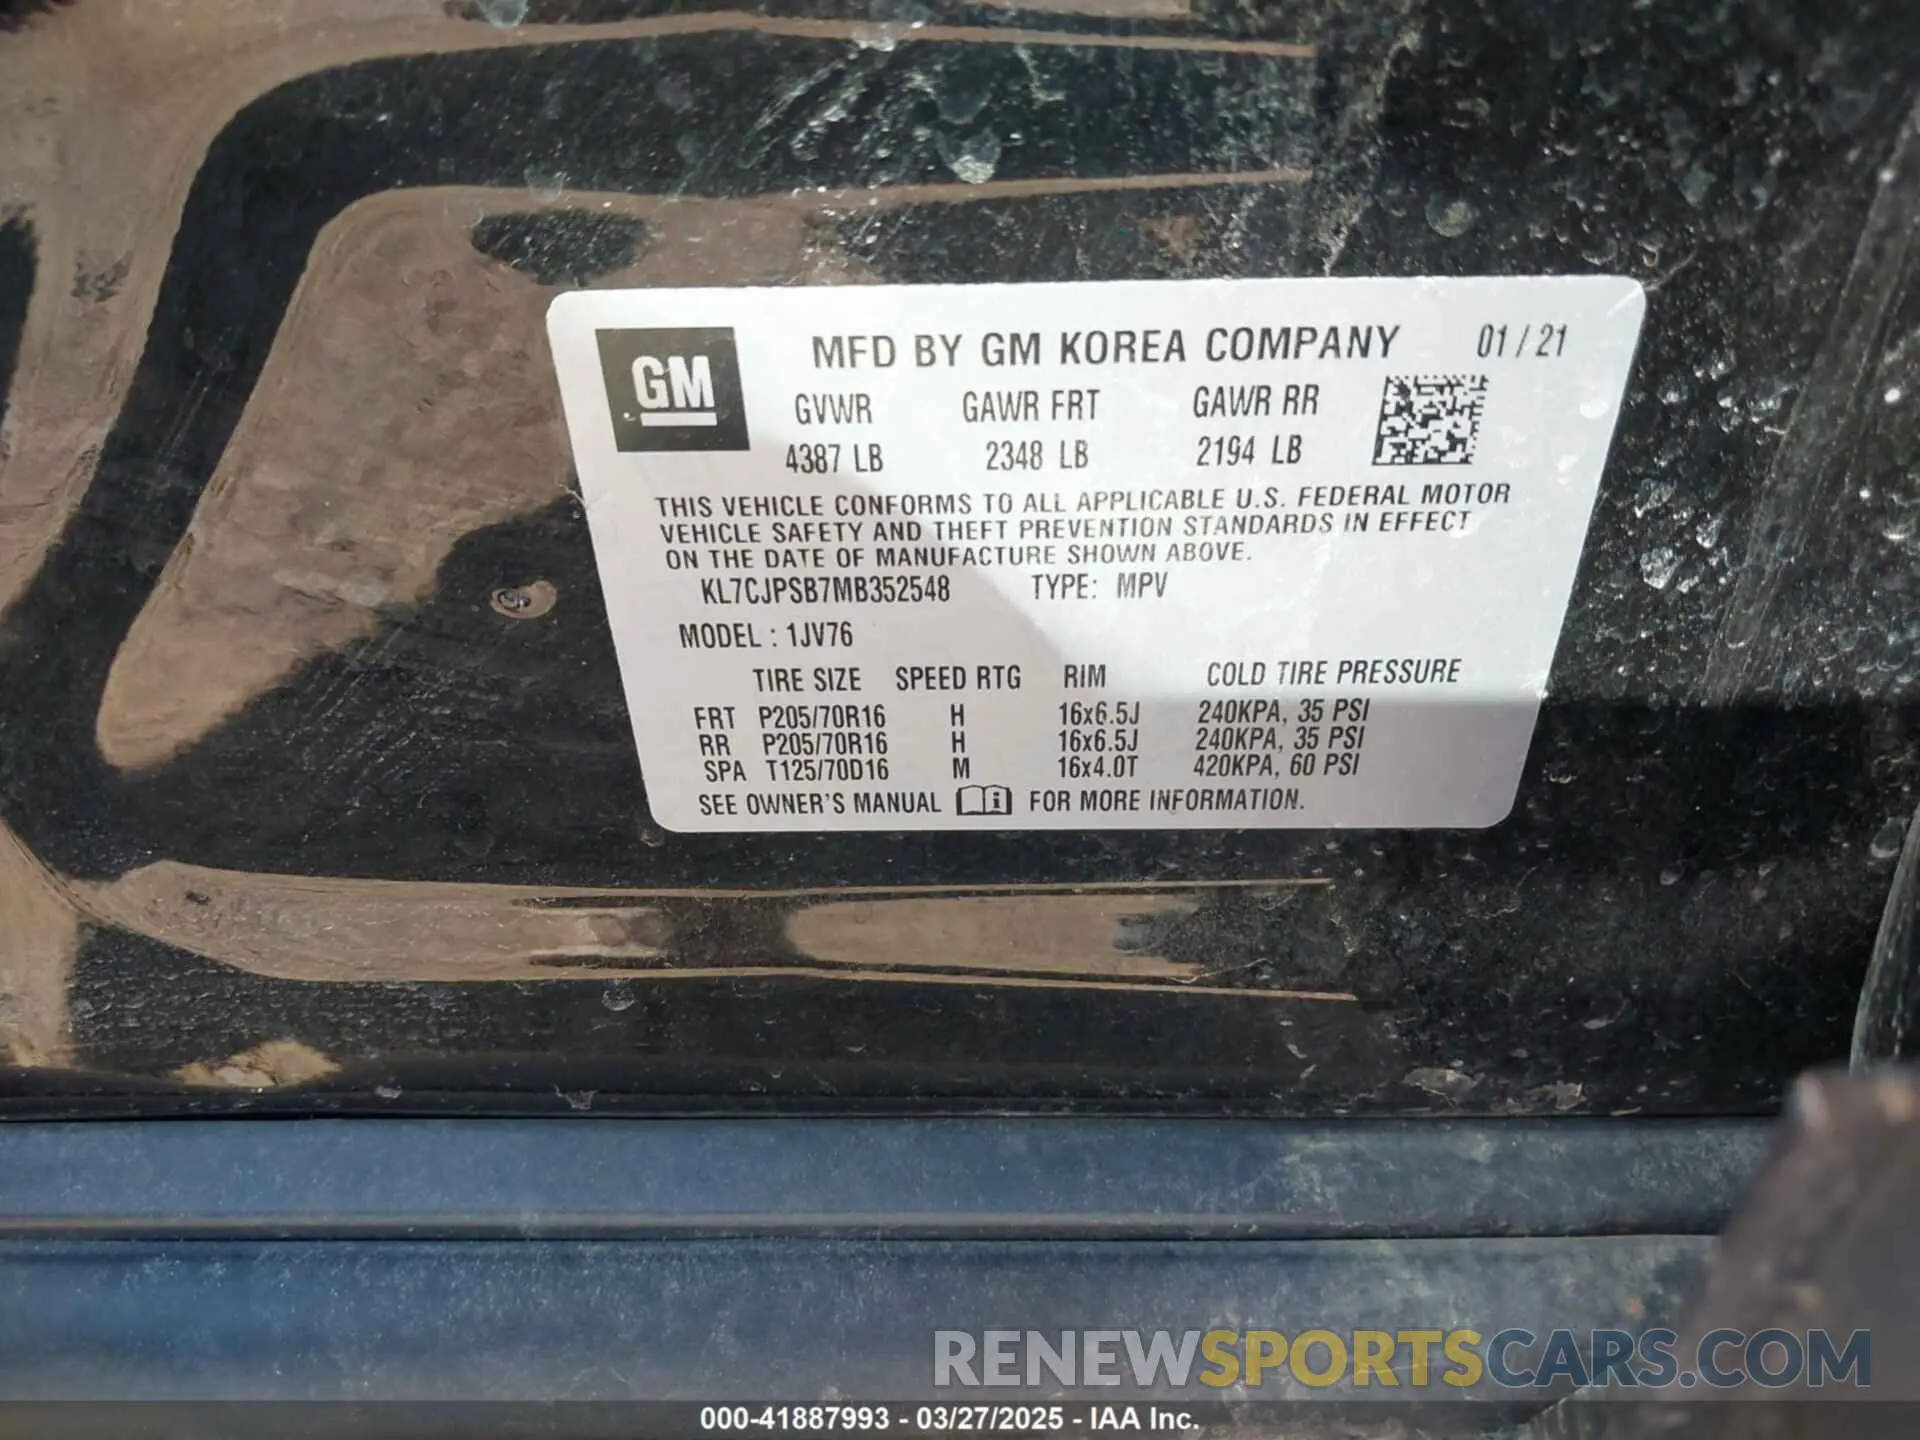 GM
MFD BY GM KOREA COMPANY 01/21
GVWR GAWR FRT GAWR RR
4387 LB 2348 LB 2194 LB
THIS VEHICLE CONFORMS TO ALL APPLICABLE U.S. FEDERAL MOTOR
VEHICLE SAFETY AND THEFT PREVENTION STANDARDS IN EFFECT
ON THE DATE OF MANUFACTURE SHOWN ABOVE.
KL7CJPSB7MB352548 TYPE: MPV
MODEL : 1JV76
TIRE SIZE SPEED RTG RIM COLD TIRE PRESSURE
FRT P205/70R16 H 16x6.5J 240KPA, 35 PSI
RR P205/70R16 H 16x6.5J 240KPA, 35 PSI
SPA T125/70D16 M 16x4.0T 420KPA, 60 PSI
SEE OWNER'S MANUAL i FOR MORE INFORMATION.
RENEWSPORTSCARS.COM
000-41887993 - 03/27/2025 - IAA Inc.